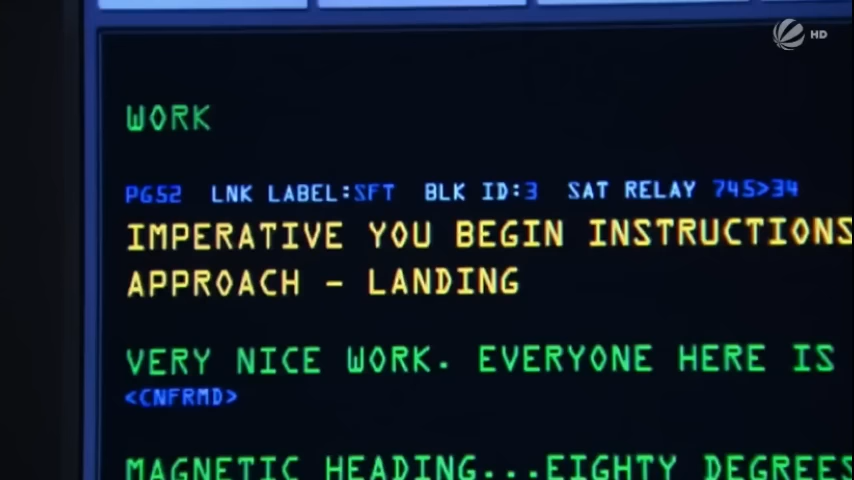 HD
WORK
PG52 LNK LABEL:SFT BLK ID:3 SAT RELAY 745>34
IMPERATIVE YOU BEGIN INSTRUCTIONS
APPROACH - LANDING
VERY NICE WORK. EVERYONE HERE IS
<CNFRMD>
MAGNETIC HEADING...EIGHTY DEGREES